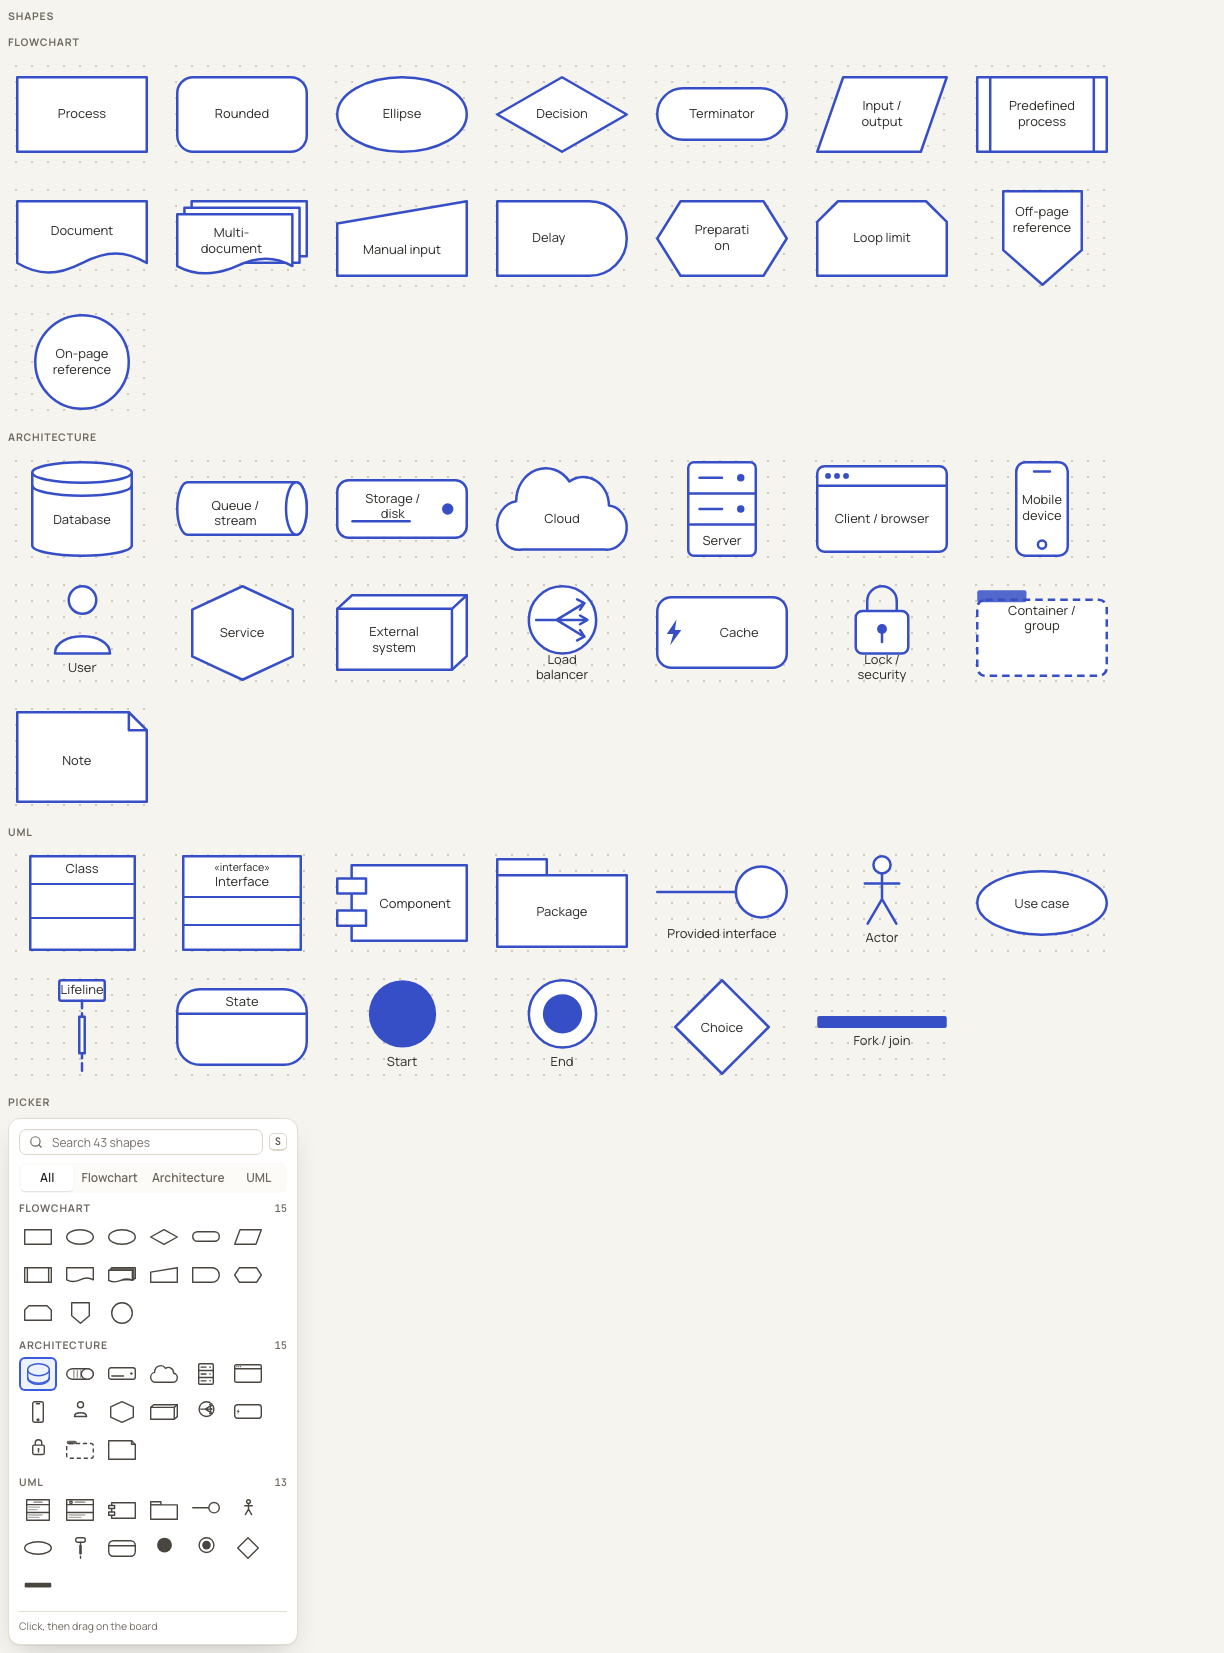 SHAPES
FLOWCHART
Process
Rounded
Ellipse
Decision
Terminator
Input /
output
Predefined
process
Document
Multi-
document
Manual input
Delay
Preparati
on
Loop limit
Off-page
reference
On-page
reference
ARCHITECTURE
Database
Queue /
stream
Storage /
disk
Cloud
Server
Client / browser
Mobile
device
User
Service
External
system
Load
balancer
Cache
Lock /
security
Container /
group
Note
UML
Class
«interface»
Interface
Component
Package
Provided interface
Actor
Use case
Lifeline
State
Start
End
Choice
Fork / join
PICKER
Search 43 shapes
S
All
Flowchart
Architecture
UML
FLOWCHART
15
ARCHITECTURE
15
UML
13
Click, then drag on the board